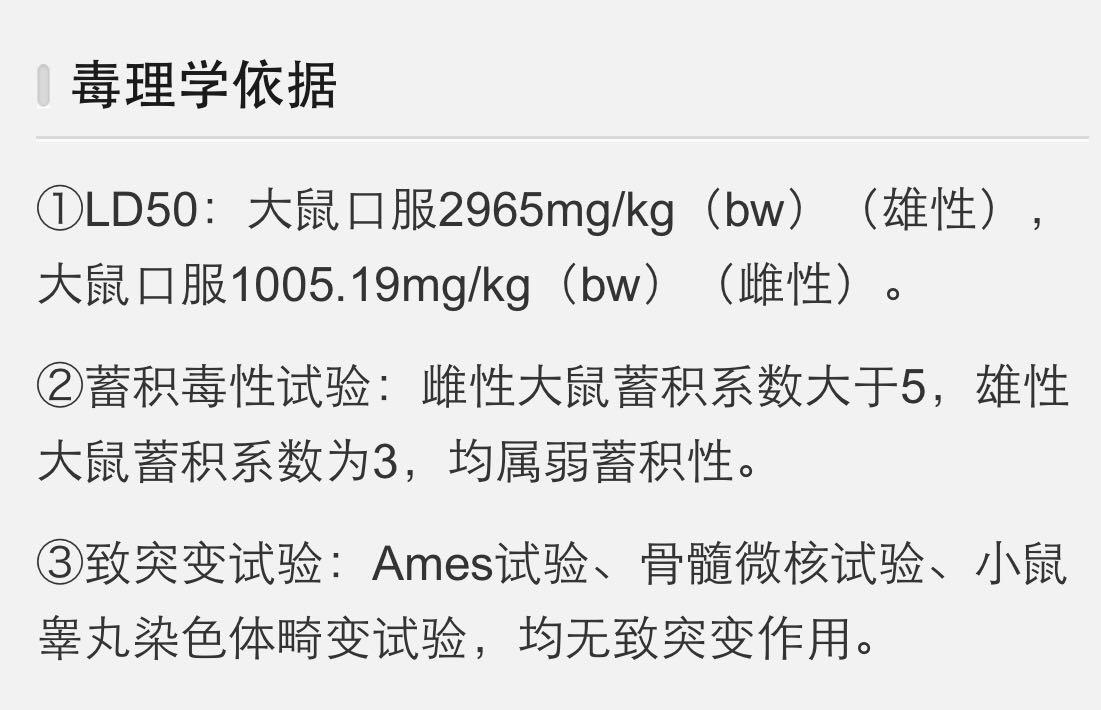 毒理学依据
①LD50：大鼠口服2965mg/kg（bw）（雄性），
大鼠口服1005.19mg/kg（bw）（雌性）。
②蓄积毒性试验：雌性大鼠蓄积系数大于5，雄性
大鼠蓄积系数为3，均属弱蓄积性。
③致突变试验：Ames试验、骨髓微核试验、小鼠
睾丸染色体畸变试验，均无致突变作用。